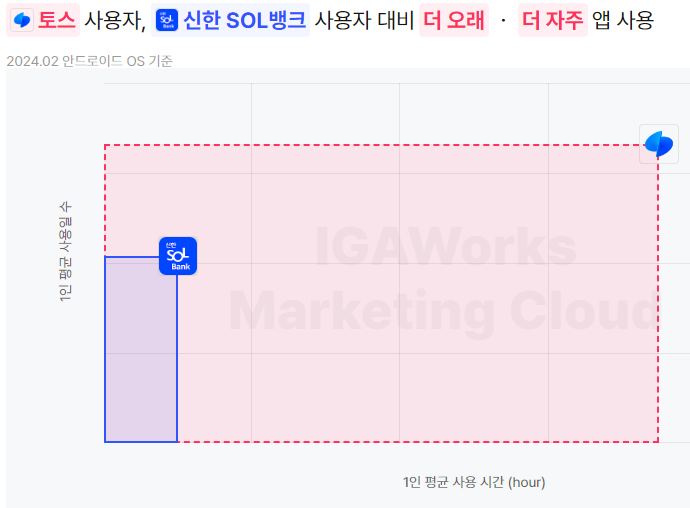 토스 사용자, 신한 SOL뱅크 사용자 대비 더 오래 · 더 자주 앱 사용
2024.02 안드로이드 OS 기준
1인 평균 사용일 수
신한
SOL
Bank
IGAWorks
Marketing Cloud
1인 평균 사용 시간 (hour)